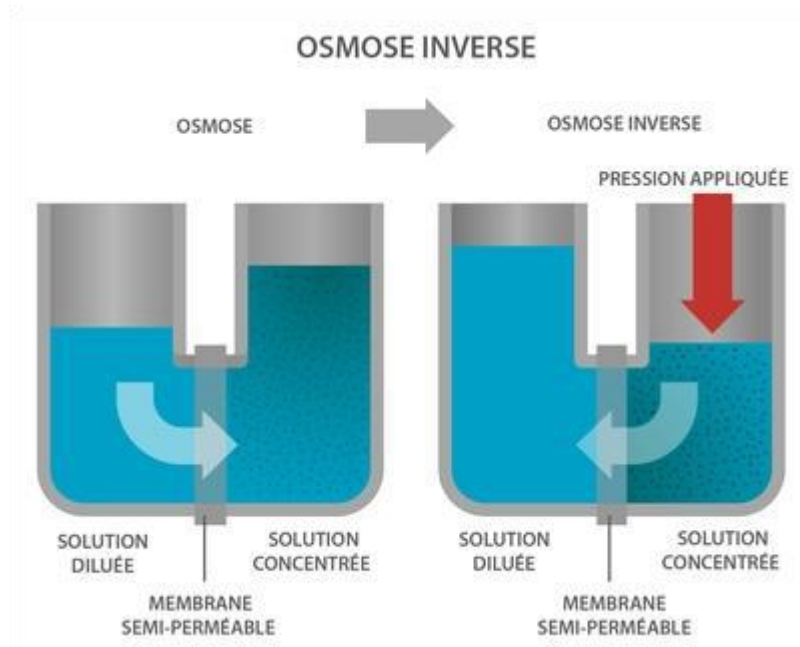 OSMOSE INVERSE
OSMOSE
OSMOSE INVERSE
PRESSION APPLIQUÉE
SOLUTION
DILUÉE
SOLUTION
CONCENTRÉE
MEMBRANE
SEMI-PERMÉABLE
SOLUTION
DILUÉE
SOLUTION
CONCENTRÉE
MEMBRANE
SEMI-PERMÉABLE